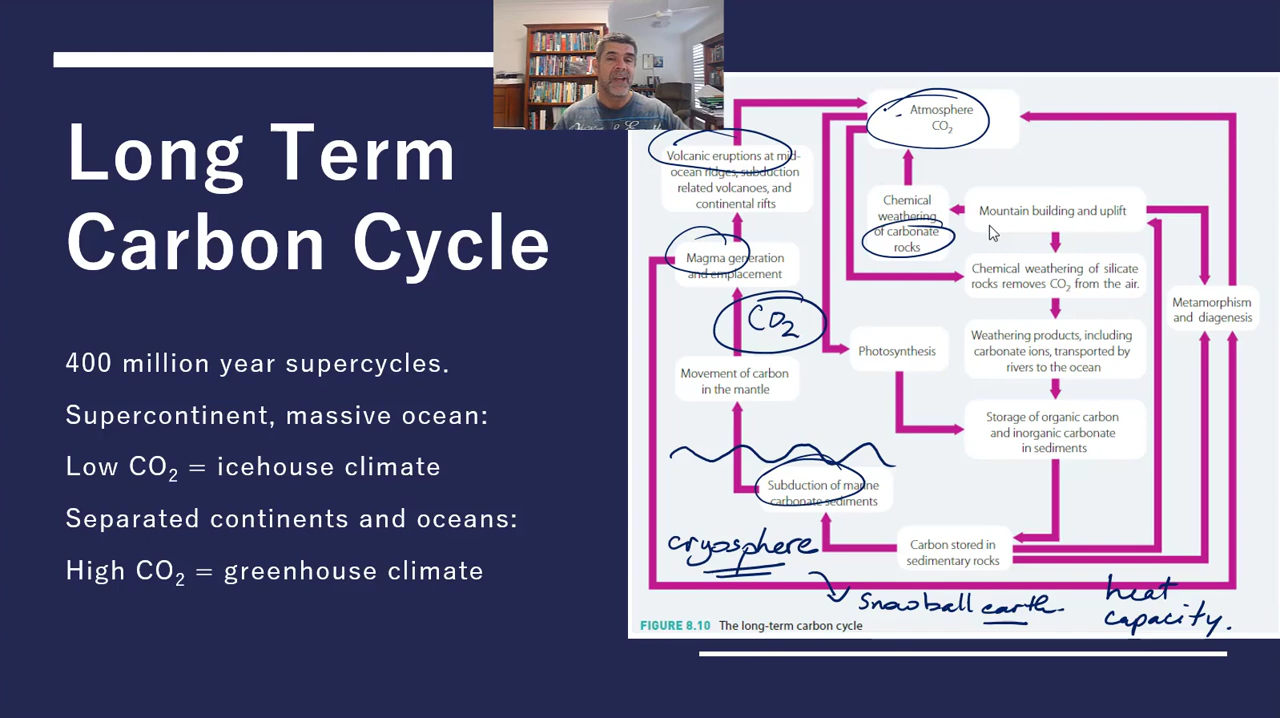 Long Term
Carbon Cycle
400 million year supercycles.
Supercontinent, massive ocean:
Low CO₂ = icehouse climate
Separated continents and oceans:
High CO₂ = greenhouse climate
Atmosphere
CO₂
Volcanic eruptions at mid-
ocean ridges, subduction
related volcanoes, and
continental rifts
Chemical
weathering
of carbonate
rocks
Mountain building and uplift
Magma generation
and emplacement
Chemical weathering of silicate
rocks removes CO₂ from the air.
Metamorphism
and diagenesis
CO₂
Photosynthesis
Weathering products, including
carbonate ions, transported by
rivers to the ocean
Movement of carbon
in the mantle
Storage of organic carbon
and inorganic carbonate
in sediments
Subduction of marine
carbonate sediments
Carbon stored in
sedimentary rocks
cryosphere
snowball earth.
heat
capacity.
FIGURE 8.10 The long-term carbon cycle